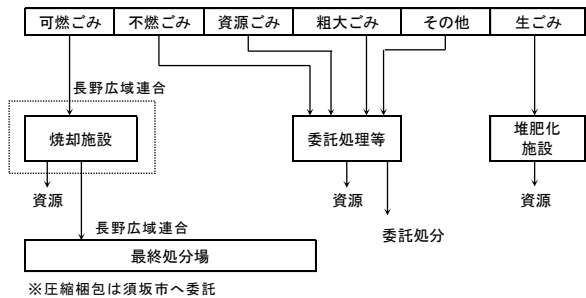 可燃ごみ 不燃ごみ 資源ごみ 粗大ごみ その他 生ごみ
長野広域連合
焼却施設 委託処理等 堆肥化
施設
資源 資源 資源
長野広域連合 委託処分
最終処分場
※圧縮梱包は須坂市へ委託